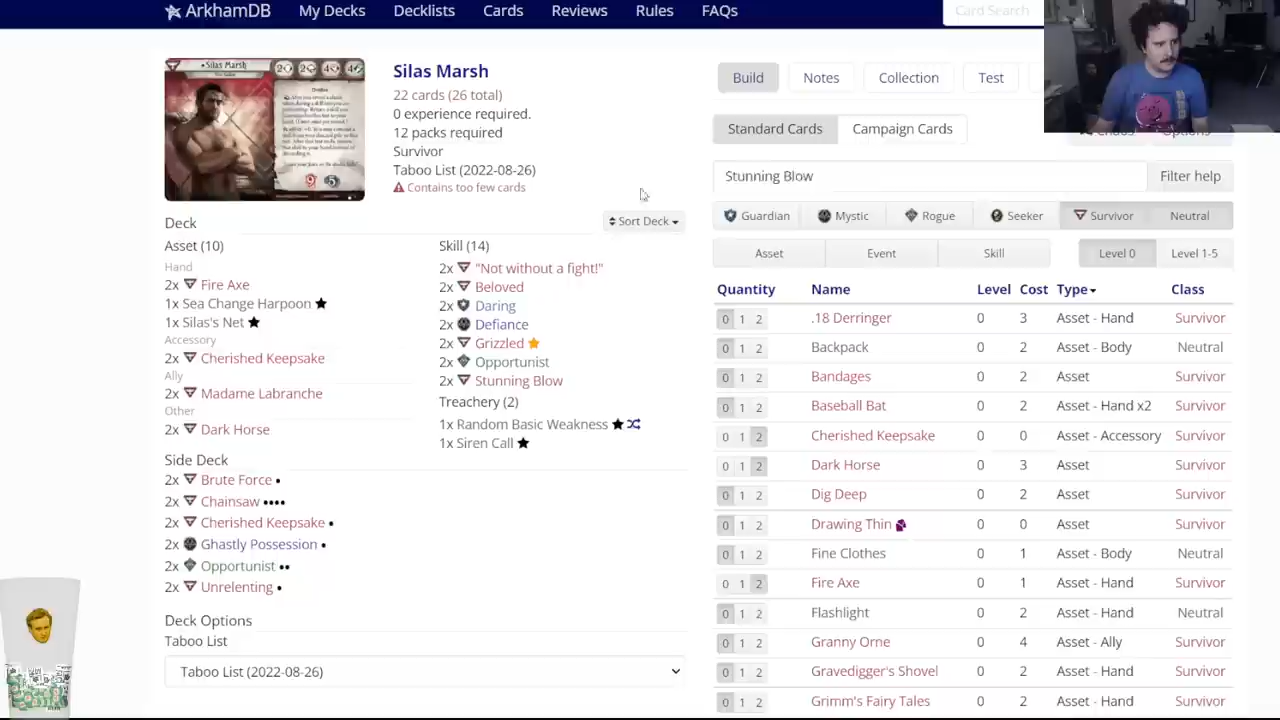 ArkhamDB My Decks Decklists Cards Reviews Rules FAQs Card Search
Silas Marsh
22 cards (26 total)
0 experience required.
12 packs required
Survivor
Taboo List (2022-08-26)
Contains too few cards
Sort Deck
Deck
Asset (10)
Hand
2x Fire Axe
1x Sea Change Harpoon
1x Silas's Net
Accessory
2x Cherished Keepsake
Ally
2x Madame Labranche
Other
2x Dark Horse
Skill (14)
2x "Not without a fight!"
2x Beloved
2x Daring
2x Defiance
2x Grizzled
2x Opportunist
2x Stunning Blow
Treachery (2)
1x Random Basic Weakness
1x Siren Call
Side Deck
2x Brute Force
2x Chainsaw
2x Cherished Keepsake
2x Ghastly Possession
2x Opportunist
2x Unrelenting
Deck Options
Taboo List
Taboo List (2022-08-26)
Build Notes Collection Test
Standard Cards Campaign Cards
Stunning Blow Filter help
Guardian Mystic Rogue Seeker Survivor Neutral
Asset Event Skill Level 0 Level 1-5
Quantity Name Level Cost Type Class
0 1 2 .18 Derringer 0 3 Asset - Hand Survivor
0 1 2 Backpack 0 2 Asset - Body Neutral
0 1 2 Bandages 0 2 Asset Survivor
0 1 2 Baseball Bat 0 2 Asset - Hand x2 Survivor
0 1 2 Cherished Keepsake 0 0 Asset - Accessory Survivor
0 1 2 Dark Horse 0 3 Asset Survivor
0 1 2 Dig Deep 0 2 Asset Survivor
0 1 2 Drawing Thin 0 0 Asset Survivor
0 1 2 Fine Clothes 0 1 Asset - Body Neutral
0 1 2 Fire Axe 0 1 Asset - Hand Survivor
0 1 2 Flashlight 0 2 Asset - Hand Neutral
0 1 2 Granny Orne 0 4 Asset - Ally Survivor
0 1 2 Gravedigger's Shovel 0 2 Asset - Hand Survivor
0 1 2 Grimm's Fairy Tales 0 2 Asset - Hand Survivor